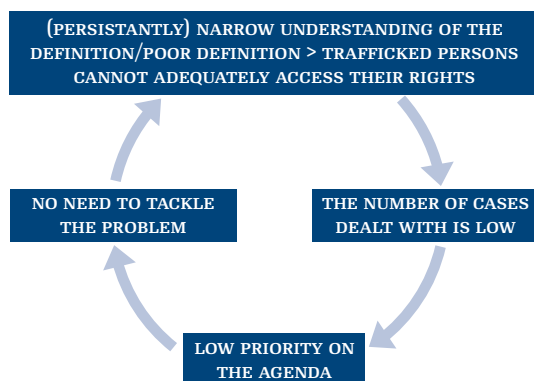 (PERSISTANTLY) NARROW UNDERSTANDING OF THE
DEFINITION/POOR DEFINITION > TRAFFICKED PERSONS
CANNOT ADEQUATELY ACCESS THEIR RIGHTS
NO NEED TO TACKLE
THE PROBLEM
THE NUMBER OF CASES
DEALT WITH IS LOW
LOW PRIORITY ON
THE AGENDA